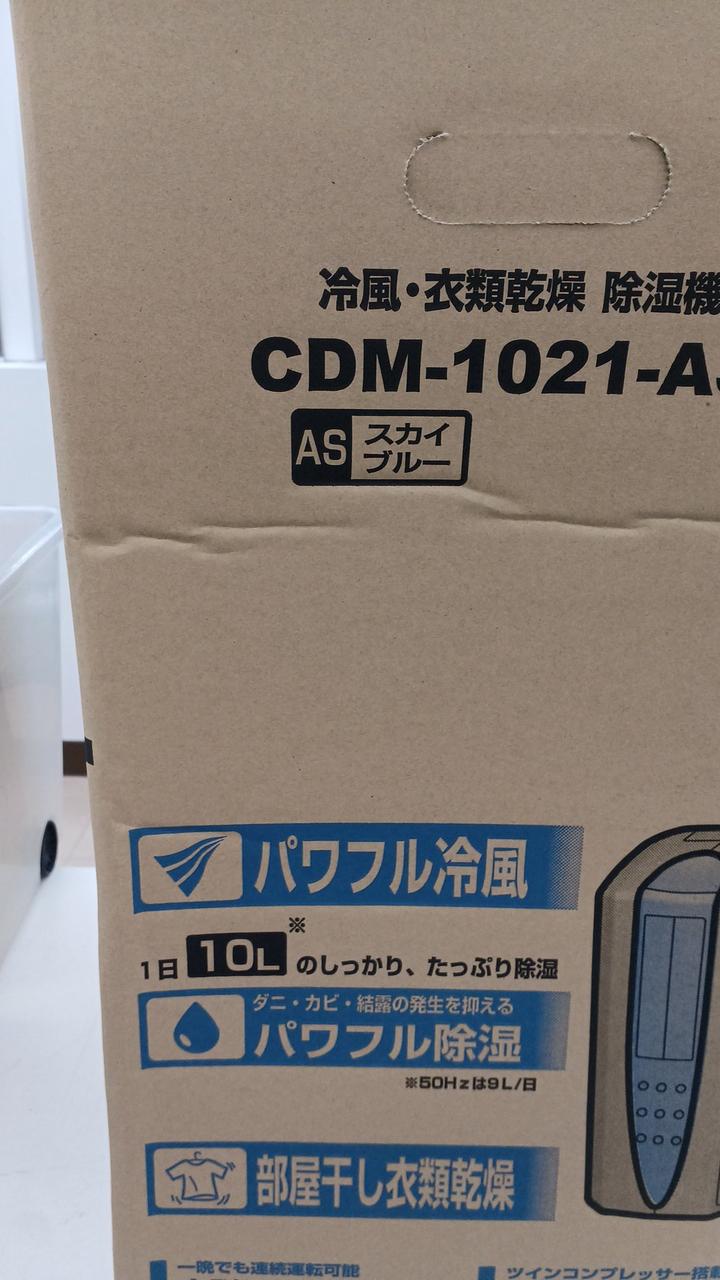 冷風・衣類乾燥 除湿機
CDM-1021-A
AS スカイ
ブルー
パワフル冷風
※
1日 10L のしっかり、たっぷり除湿
ダニ・カビ・結露の発生を抑える
パワフル除湿
※50Hzは9L/日
部屋干し衣類乾燥
一晩でも連続運転可能
ツインコンプレッサー搭載